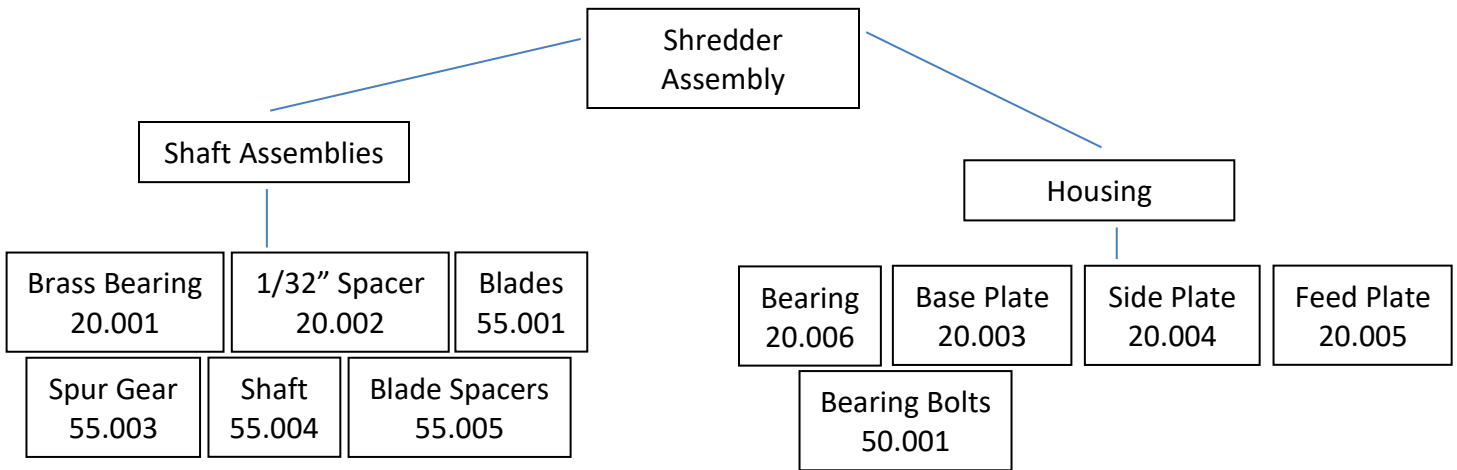 Shredder
Assembly
Shaft Assemblies
Housing
Brass Bearing
20.001
1/32” Spacer
20.002
Blades
55.001
Spur Gear
55.003
Shaft
55.004
Blade Spacers
55.005
Bearing
20.006
Base Plate
20.003
Side Plate
20.004
Feed Plate
20.005
Bearing Bolts
50.001